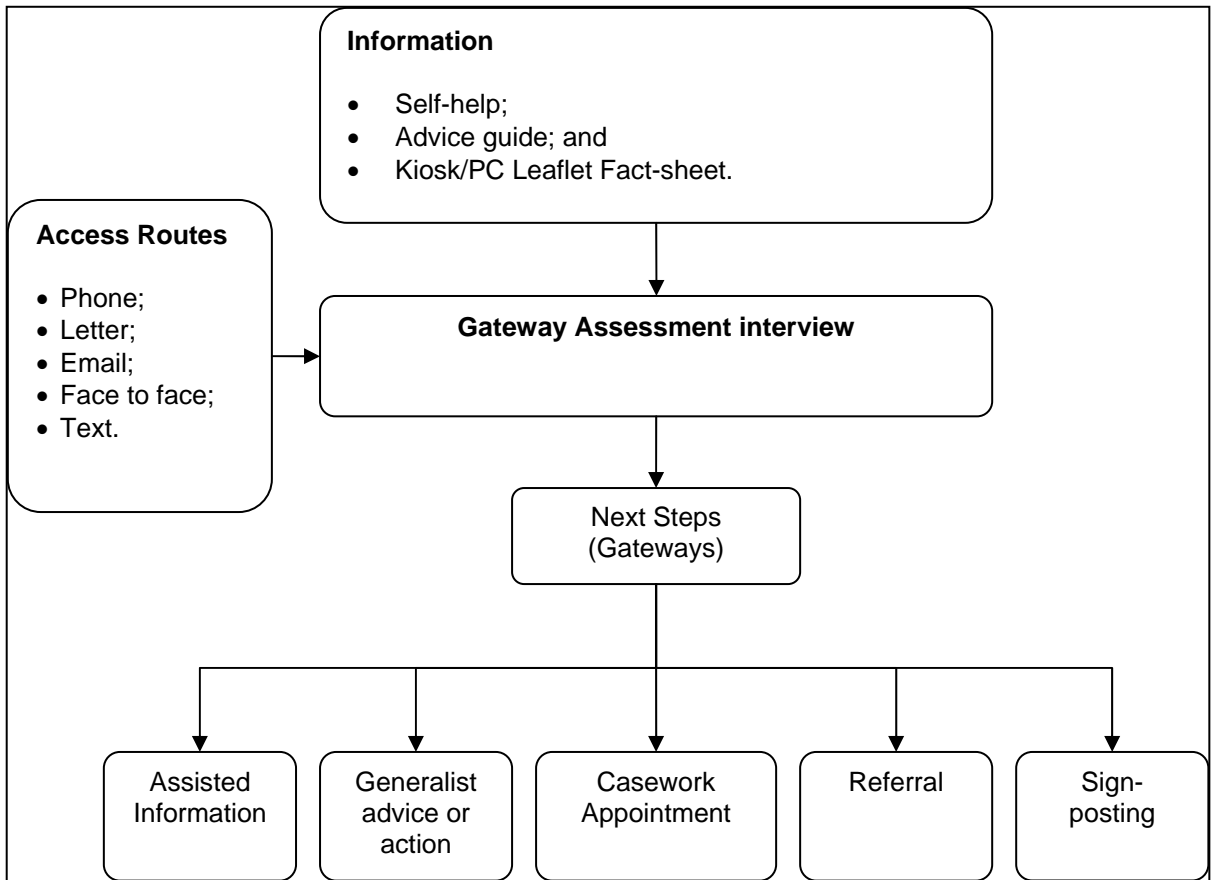 Information
• Self-help;
• Advice guide; and
• Kiosk/PC Leaflet Fact-sheet.
Access Routes
• Phone;
• Letter;
• Email;
• Face to face;
• Text.
Gateway Assessment interview
Next Steps
(Gateways)
Assisted
Information
Generalist
advice or
action
Casework
Appointment
Referral
Sign-
posting